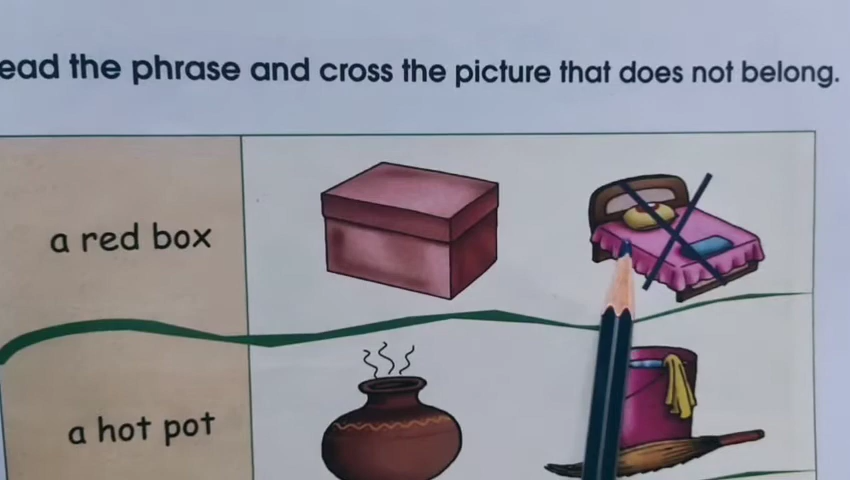 ead the phrase and cross the picture that does not belong.
a red box
a hot pot